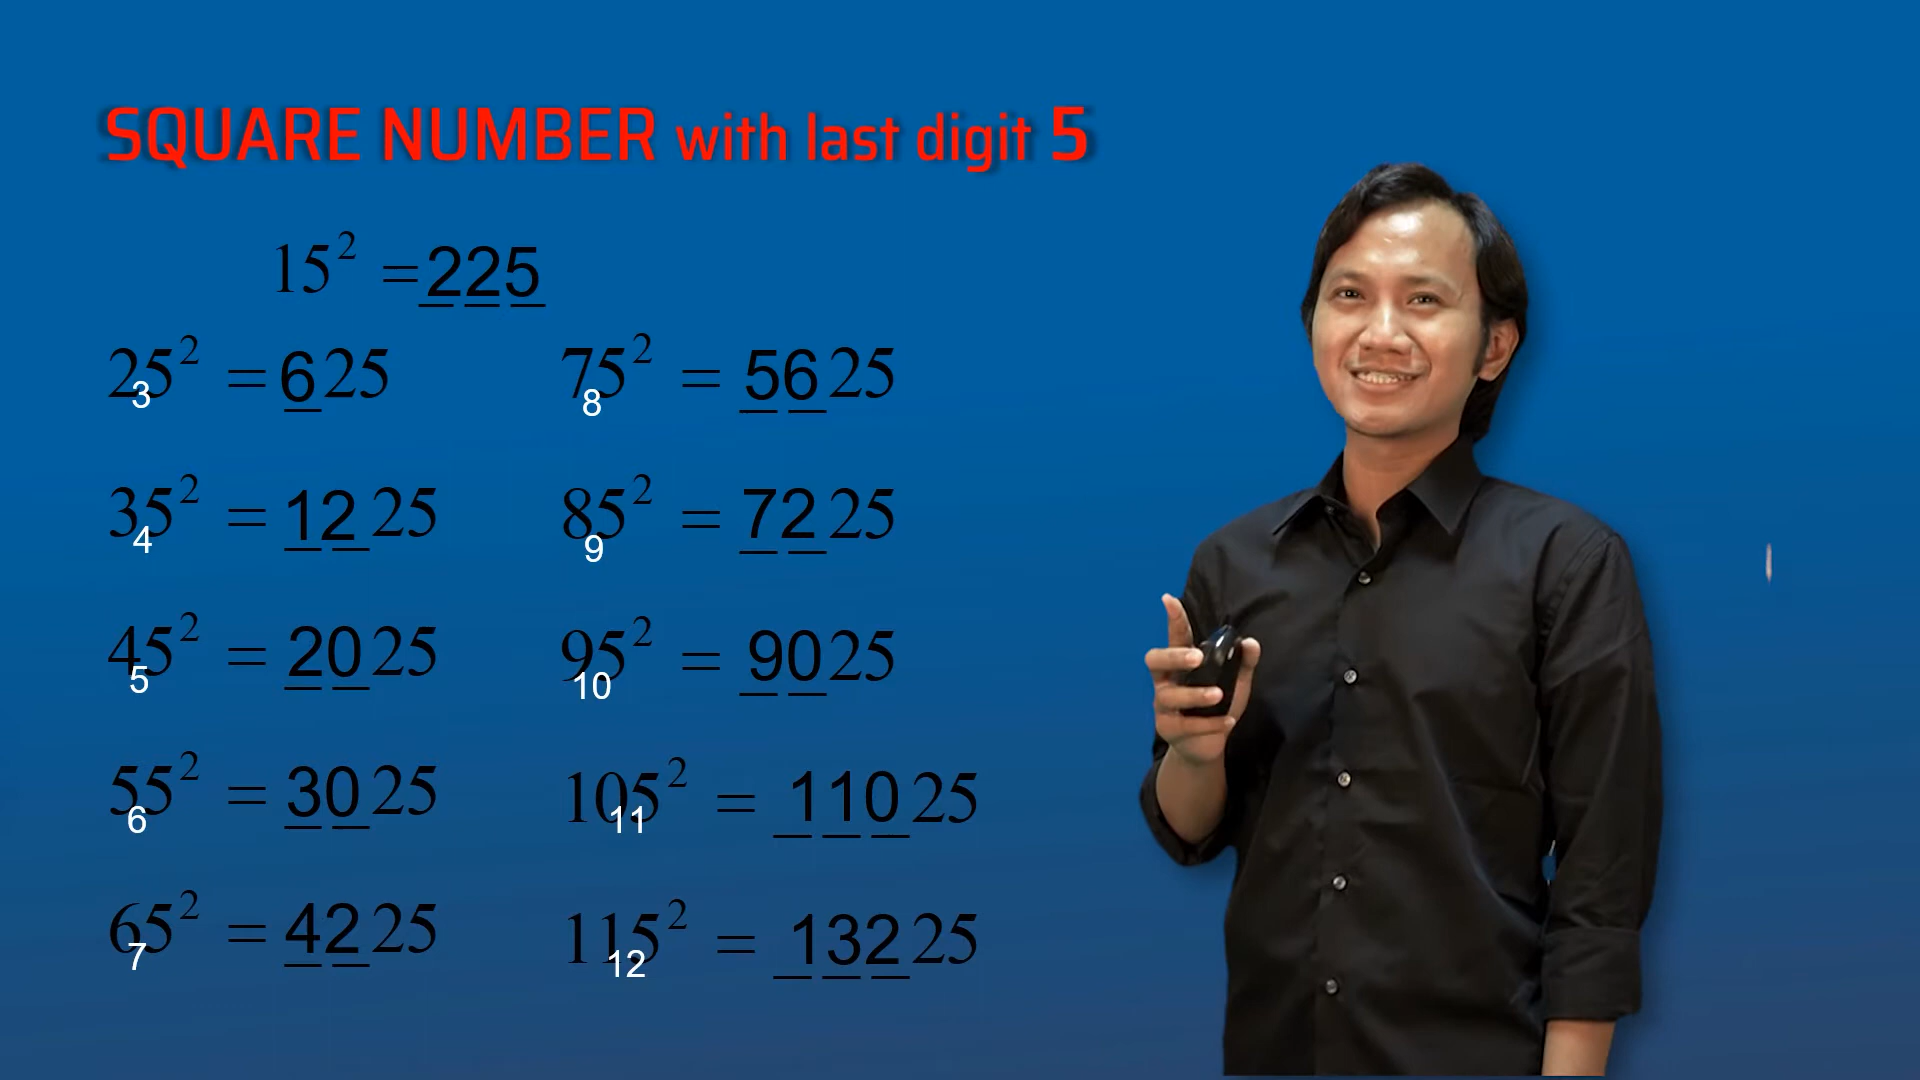 SQUARE NUMBER with last digit 5
15² = 225
25² = 625
3
35² = 1225
4
45² = 2025
5
55² = 3025
6
65² = 4225
7
75² = 5625
8
85² = 7225
9
95² = 9025
10
105² = 11025
11
115² = 13225
12